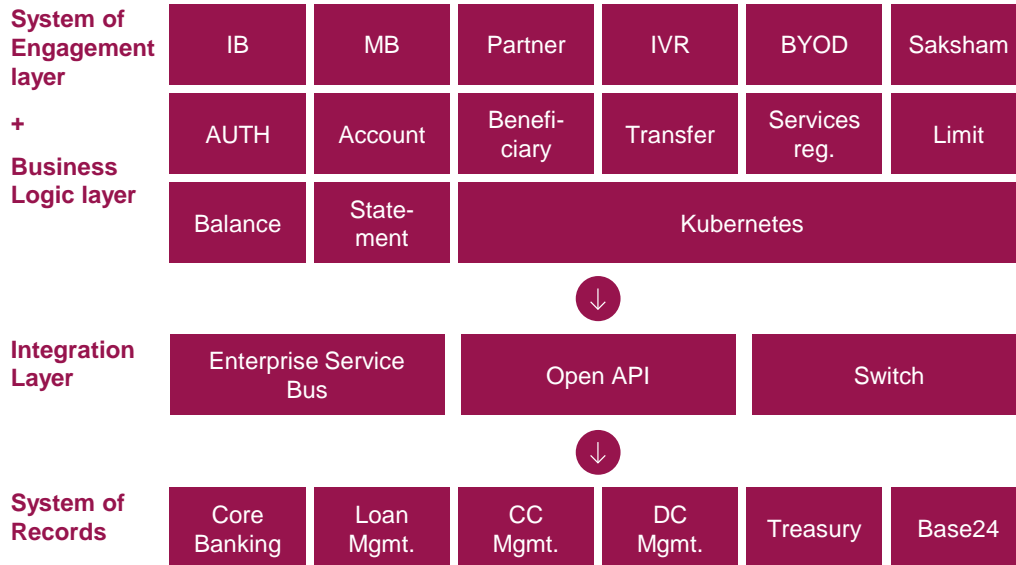 System of
Engagement
layer
+
Business
Logic layer
IB
MB
Partner
IVR
BYOD
Saksham
AUTH
Account
Benefi-
ciary
Transfer
Services
reg.
Limit
Balance
State-
ment
Kubernetes
Integration
Layer
Enterprise Service
Bus
Open API
Switch
System of
Records
Core
Banking
Loan
Mgmt.
CC
Mgmt.
DC
Mgmt.
Treasury
Base24